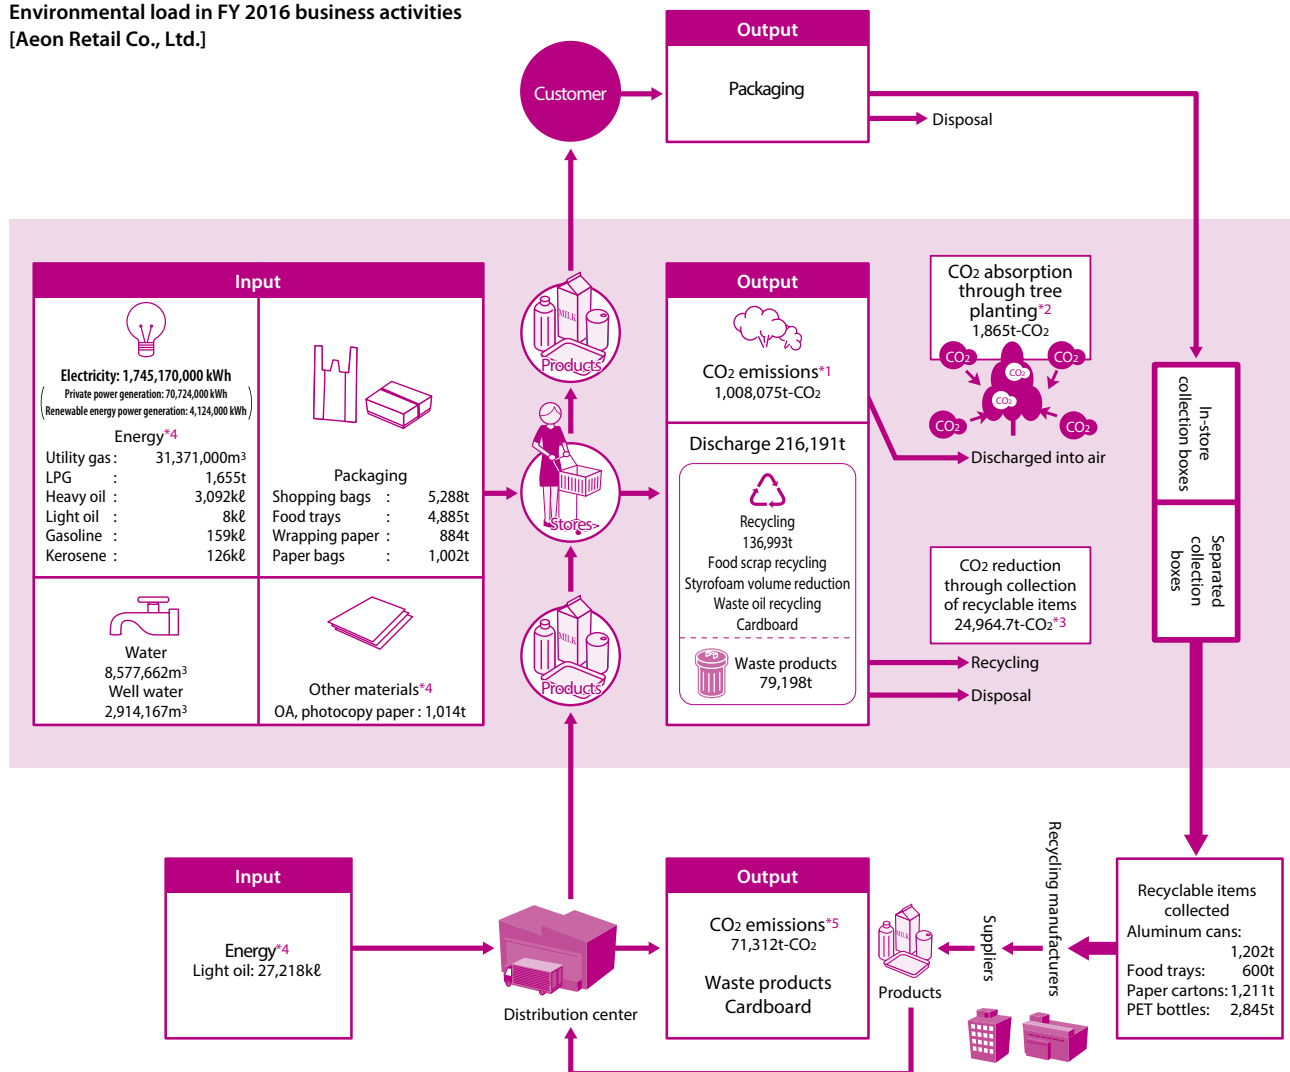 Environmental load in FY 2016 business activities
[Aeon Retail Co., Ltd.]
Customer
Output
Packaging
Disposal
Input
Electricity: 1,745,170,000 kWh
(Private power generation: 70,724,000 kWh
Renewable energy power generation: 4,124,000 kWh)
Energy*4
Utility gas: 31,371,000m³
LPG : 1,655t
Heavy oil : 3,092kℓ
Light oil : 8kℓ
Gasoline : 159kℓ
Kerosene : 126kℓ
Packaging
Shopping bags : 5,288t
Food trays : 4,885t
Wrapping paper : 884t
Paper bags : 1,002t
Water
8,577,662m³
Well water
2,914,167m³
Other materials*4
OA, photocopy paper : 1,014t
MILK
Products
Stores>
MILK
Products
Output
CO2 emissions*1
1,008,075t-CO2
Discharge 216,191t
Recycling
136,993t
Food scrap recycling
Styrofoam volume reduction
Waste oil recycling
Cardboard
Waste products
79,198t
CO2 absorption
through tree
planting*2
1,865t-CO2
CO2
CO2
CO2
CO2
CO2
CO2
Discharged into air
CO2 reduction
through collection
of recyclable items
24,964.7t-CO2*3
Recycling
Disposal
In-store
collection boxes
Separated
collection
boxes
Input
Energy*4
Light oil: 27,218kℓ
Distribution center
Output
CO2 emissions*5
71,312t-CO2
Waste products
Cardboard
MILK
Products
Suppliers
Recycling manufacturers
Recyclable items
collected
Aluminum cans:
1,202t
Food trays: 600t
Paper cartons: 1,211t
PET bottles: 2,845t